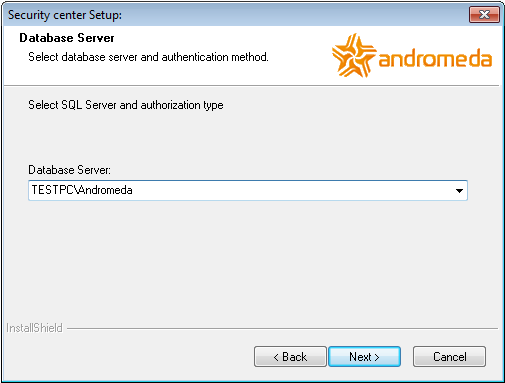 Security center Setup:
Database Server
Select database server and authentication method.
andromeda
Select SQL Server and authorization type
Database Server:
TESTPC\Andromeda
InstallShield
< Back
Next >
Cancel